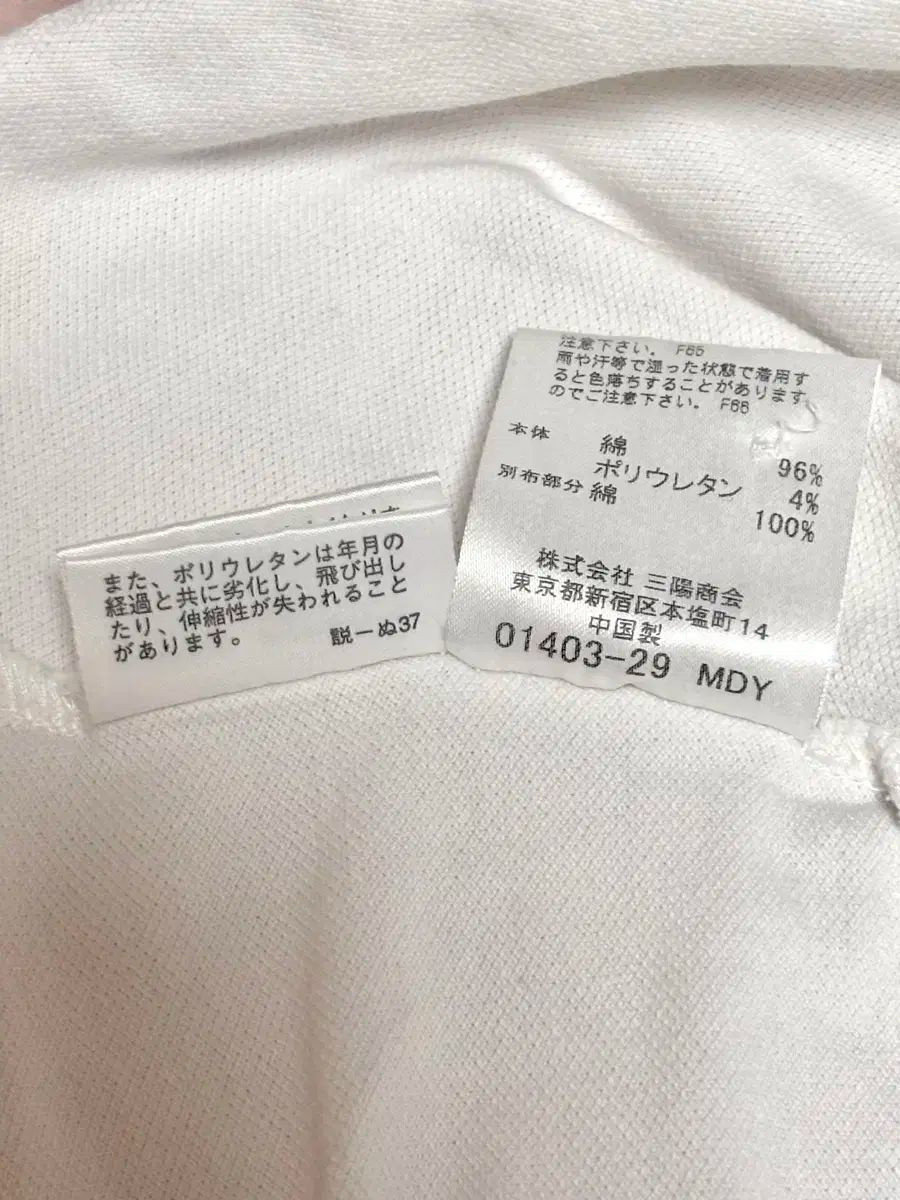 また、ポリウレタンは年月の
経過と共に劣化し、飛び出し
たり、伸縮性が失われること
があります。 説ーぬ37
注意下さい。 F65
雨や汗等で湿った状態で着用す
ると色落ちすることがあります
のでご注意下さい。 F66
本体 綿 96%
ポリウレタン 4%
別布部分 綿 100%
株式会社 三陽商会
東京都新宿区本塩町14
中国製
01403-29 MDY